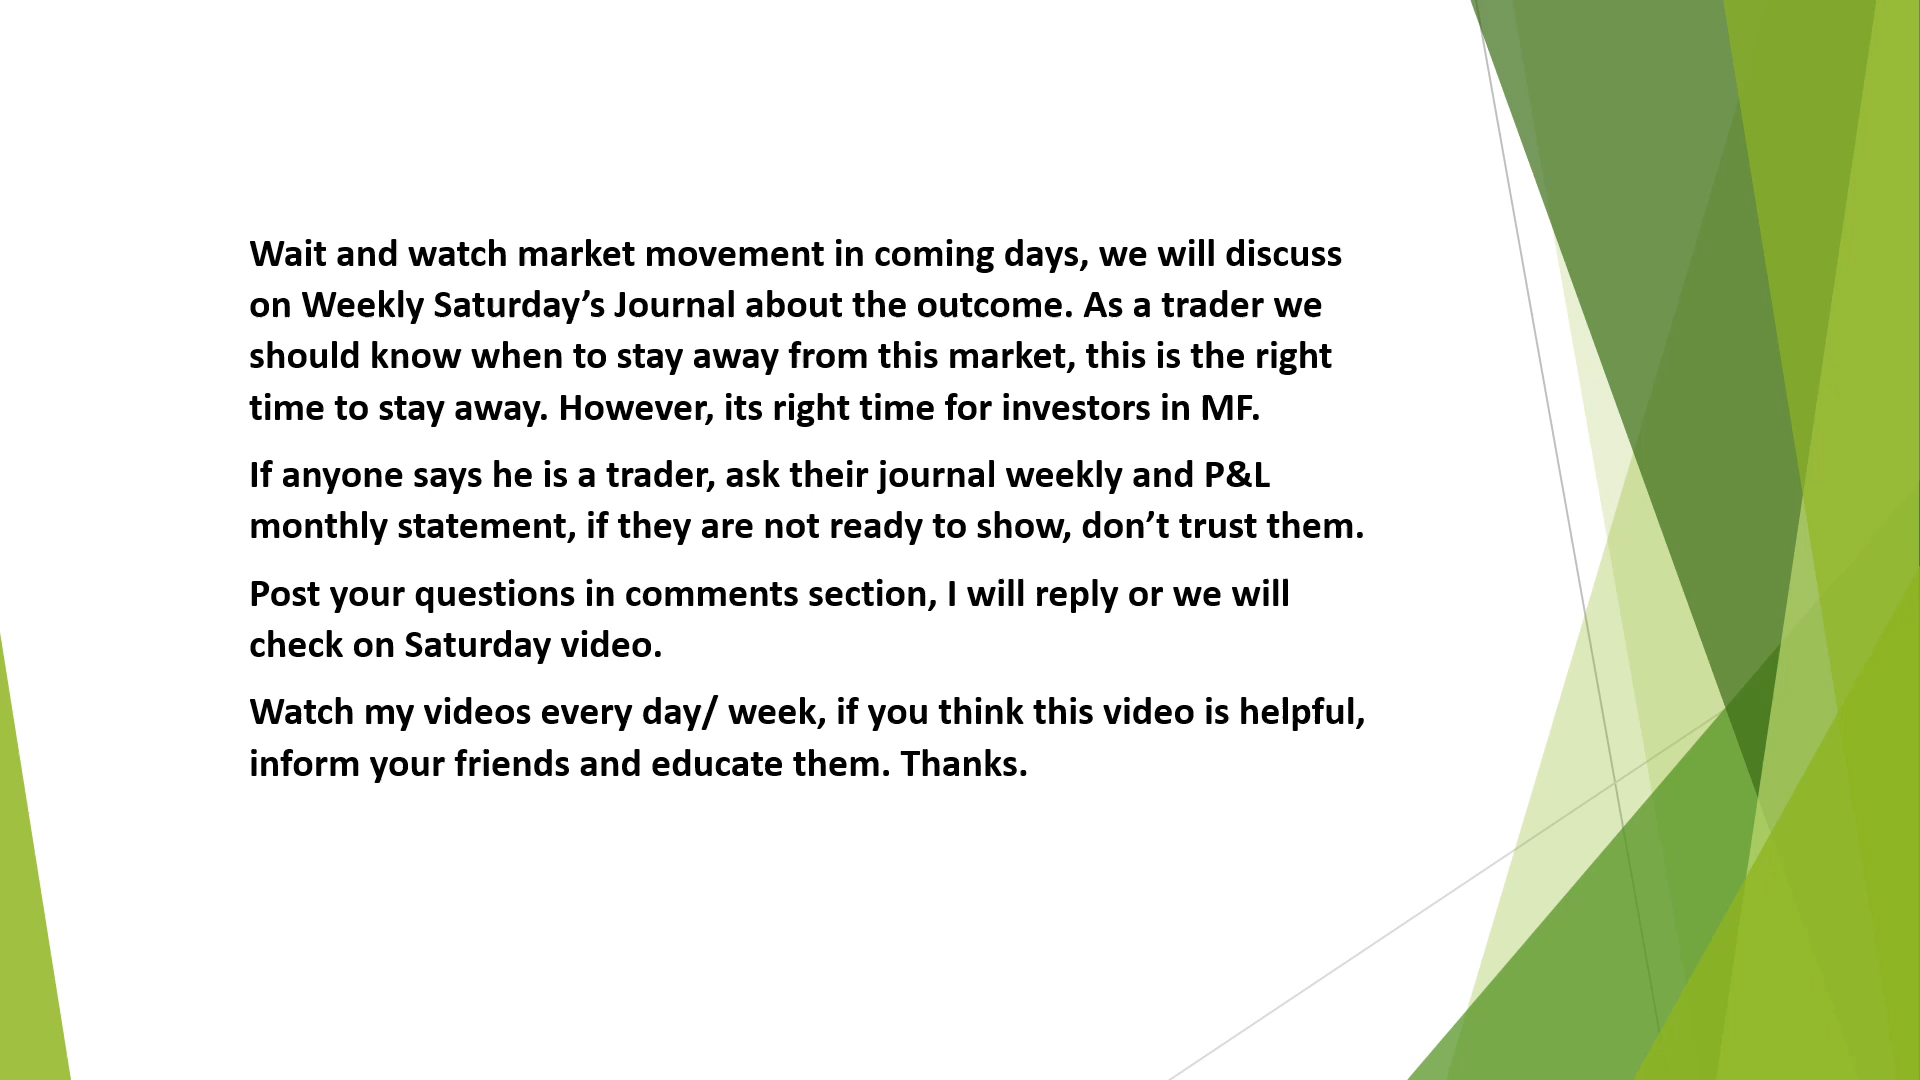 Wait and watch market movement in coming days, we will discuss
on Weekly Saturday’s Journal about the outcome. As a trader we
should know when to stay away from this market, this is the right
time to stay away. However, its right time for investors in MF.
If anyone says he is a trader, ask their journal weekly and P&L
monthly statement, if they are not ready to show, don’t trust them.
Post your questions in comments section, I will reply or we will
check on Saturday video.
Watch my videos every day/ week, if you think this video is helpful,
inform your friends and educate them. Thanks.